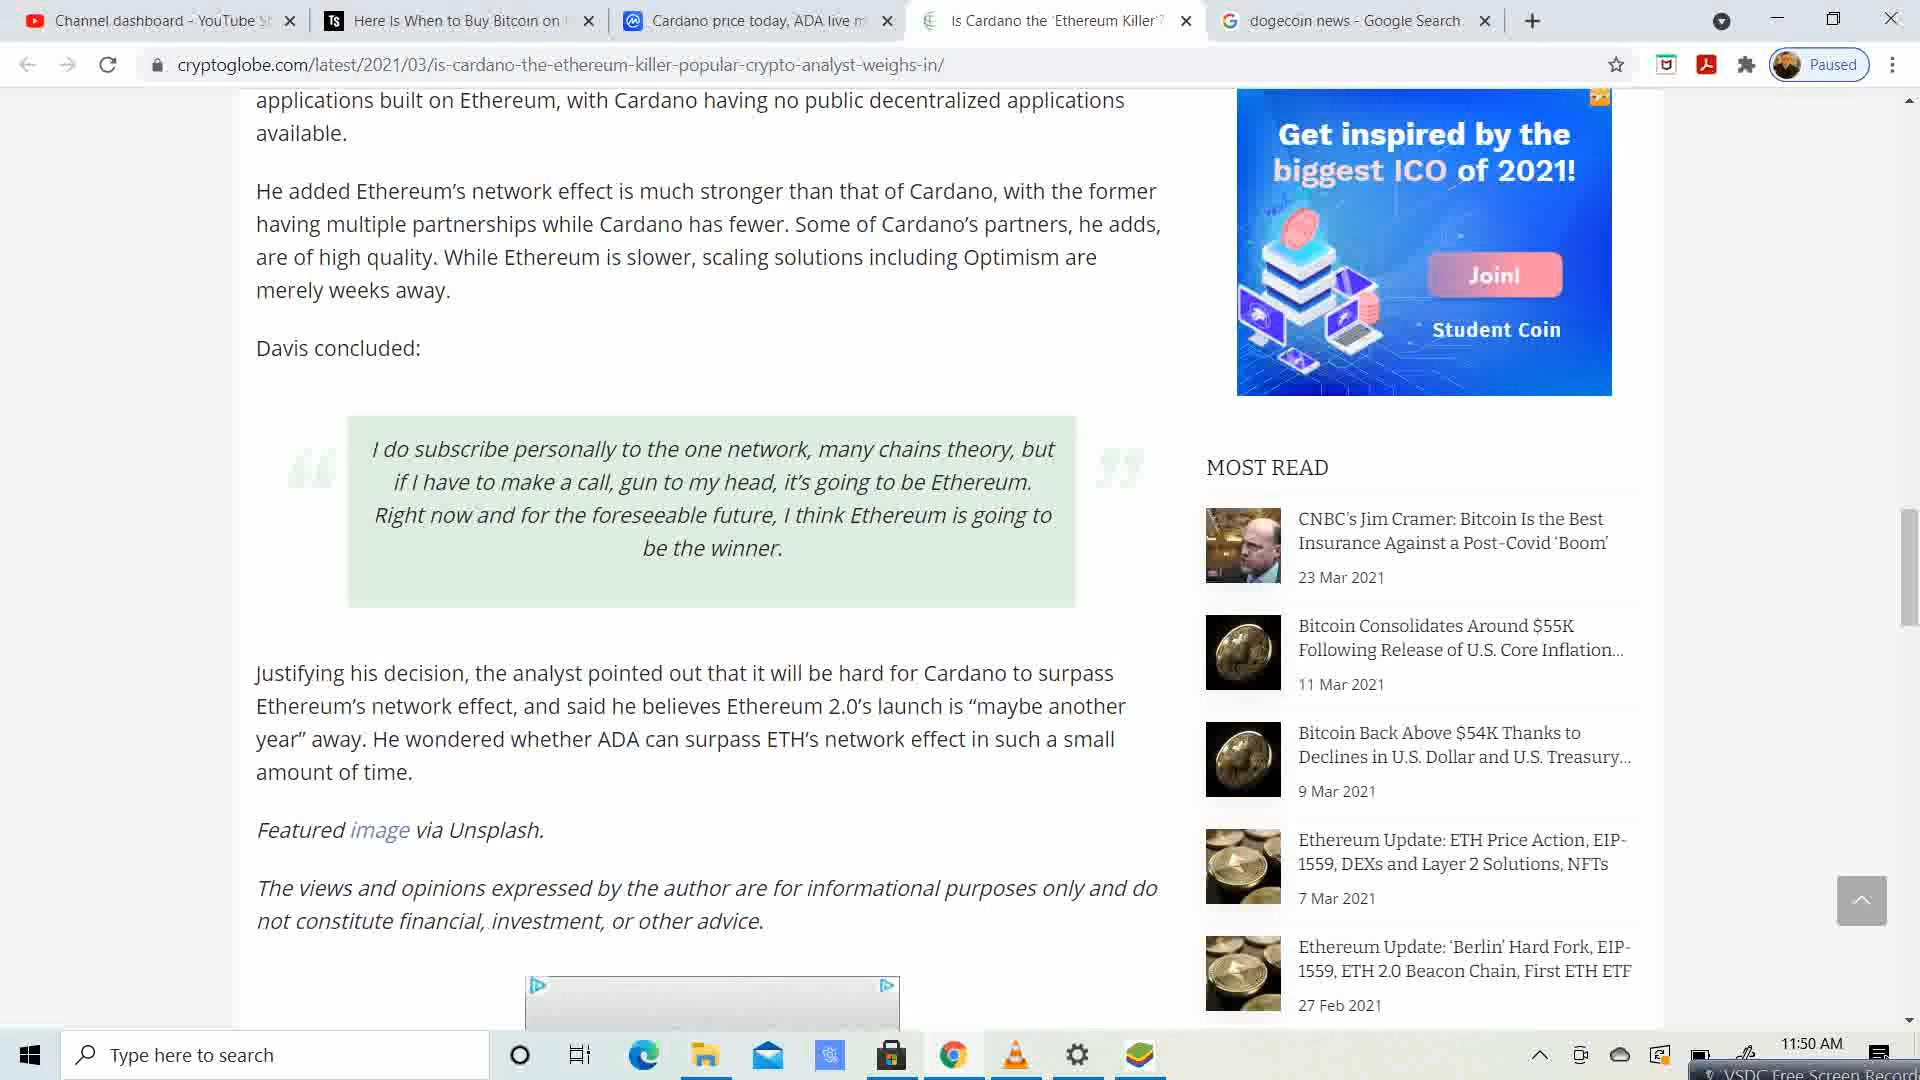 Channel dashboard - YouTube St
Here Is When to Buy Bitcoin on
Cardano price today, ADA live m
Is Cardano the 'Ethereum Killer'?
dogecoin news - Google Search
cryptoglobe.com/latest/2021/03/is-cardano-the-ethereum-killer-popular-crypto-analyst-weighs-in/
Paused
applications built on Ethereum, with Cardano having no public decentralized applications
available.
He added Ethereum’s network effect is much stronger than that of Cardano, with the former
having multiple partnerships while Cardano has fewer. Some of Cardano’s partners, he adds,
are of high quality. While Ethereum is slower, scaling solutions including Optimism are
merely weeks away.
Davis concluded:
I do subscribe personally to the one network, many chains theory, but
if I have to make a call, gun to my head, it’s going to be Ethereum.
Right now and for the foreseeable future, I think Ethereum is going to
be the winner.
Justifying his decision, the analyst pointed out that it will be hard for Cardano to surpass
Ethereum’s network effect, and said he believes Ethereum 2.0’s launch is “maybe another
year” away. He wondered whether ADA can surpass ETH’s network effect in such a small
amount of time.
Featured image via Unsplash.
The views and opinions expressed by the author are for informational purposes only and do
not constitute financial, investment, or other advice.
Get inspired by the
biggest ICO of 2021!
Join!
Student Coin
MOST READ
CNBC’s Jim Cramer: Bitcoin Is the Best
Insurance Against a Post-Covid ‘Boom’
23 Mar 2021
Bitcoin Consolidates Around $55K
Following Release of U.S. Core Inflation...
11 Mar 2021
Bitcoin Back Above $54K Thanks to
Declines in U.S. Dollar and U.S. Treasury...
9 Mar 2021
Ethereum Update: ETH Price Action, EIP-
1559, DEXs and Layer 2 Solutions, NFTs
7 Mar 2021
Ethereum Update: ‘Berlin’ Hard Fork, EIP-
1559, ETH 2.0 Beacon Chain, First ETH ETF
27 Feb 2021
Type here to search
11:50 AM
VSDC Free Screen Record